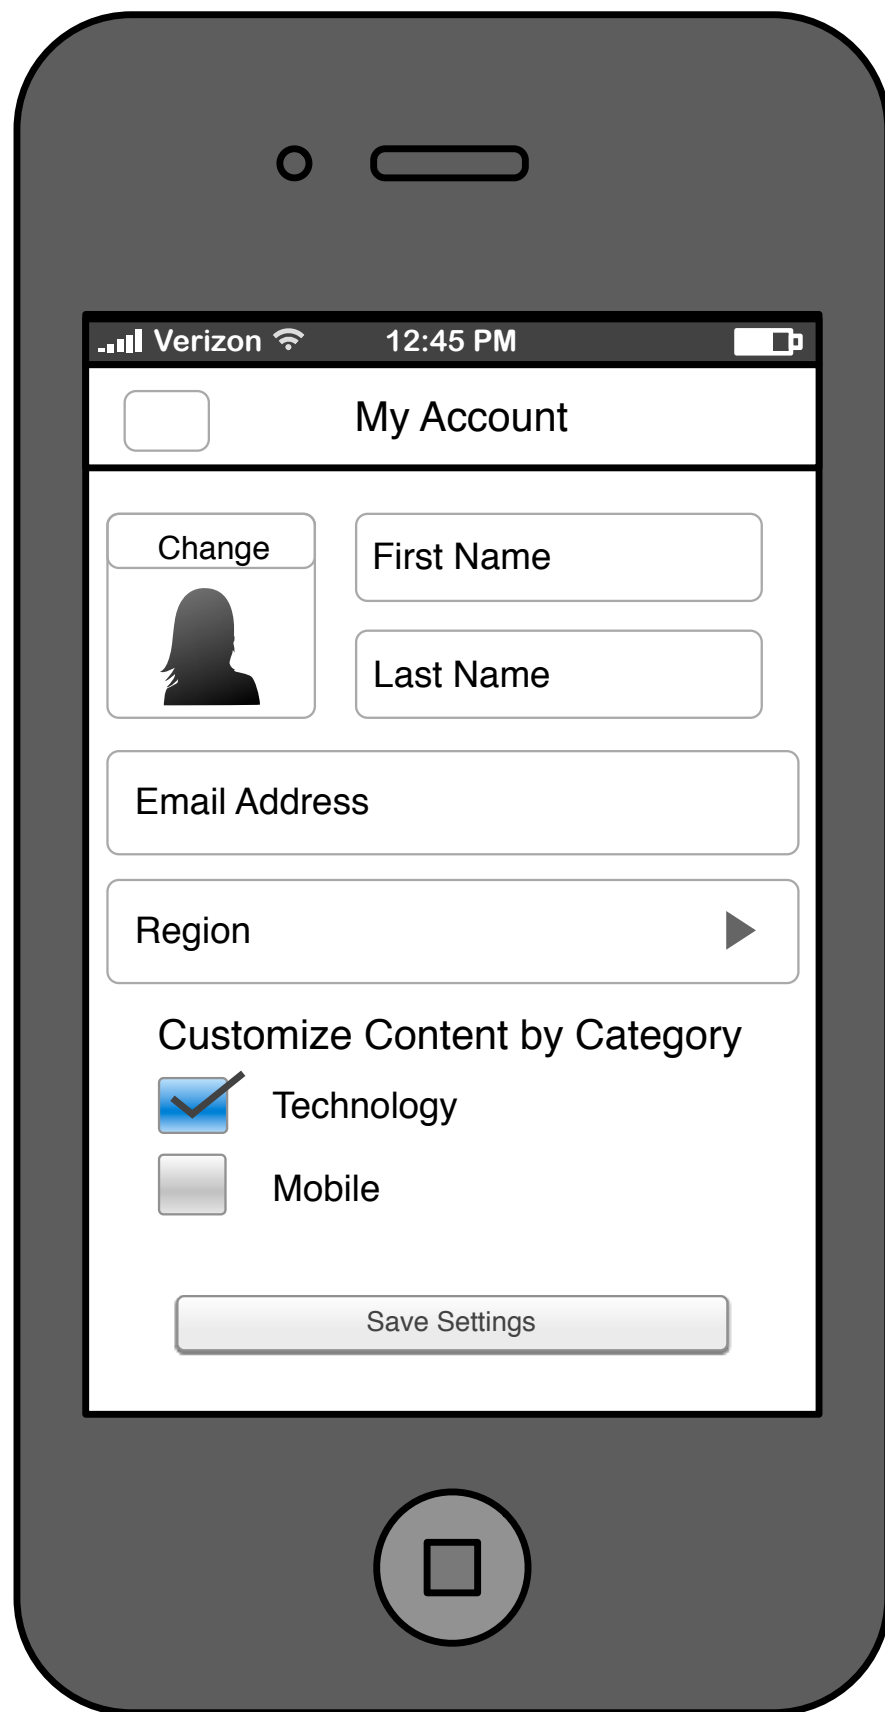 Verizon 12:45 PM
My Account
Change
First Name
Last Name
Email Address
Region
Customize Content by Category
Technology
Mobile
Save Settings